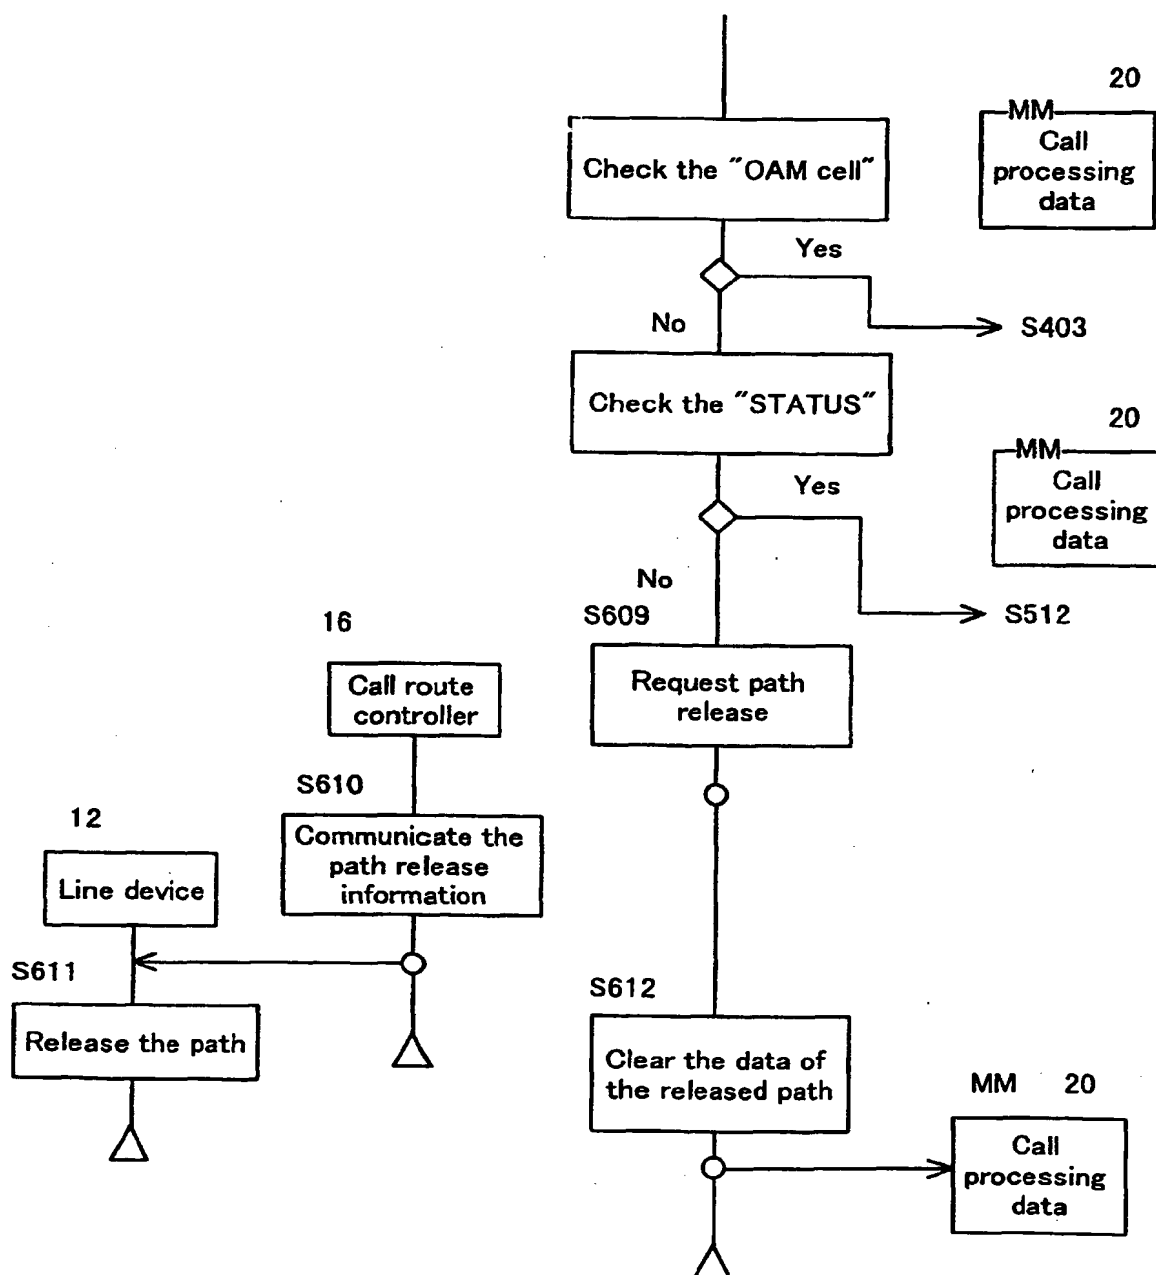 20
MM
Call
processing
data
Check the "OAM cell"
Yes
No
S403
Check the "STATUS"
20
MM
Call
processing
data
Yes
No
S512
S609
Request path
release
16
Call route
controller
S610
Communicate the
path release
information
12
Line device
S611
Release the path
S612
Clear the data of
the released path
MM 20
Call
processing
data